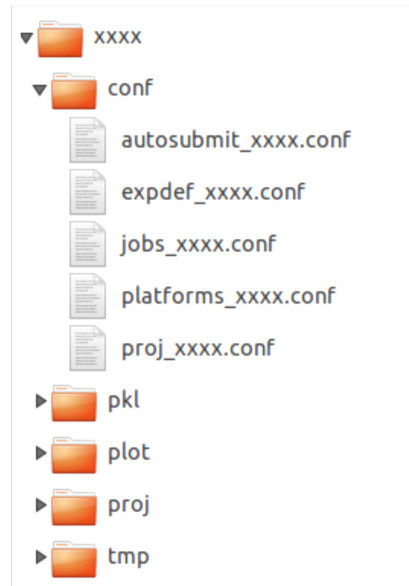 xxxx
conf
autosubmit_xxxx.conf
expdef_xxxx.conf
jobs_xxxx.conf
platforms_xxxx.conf
proj_xxxx.conf
pkl
plot
proj
tmp